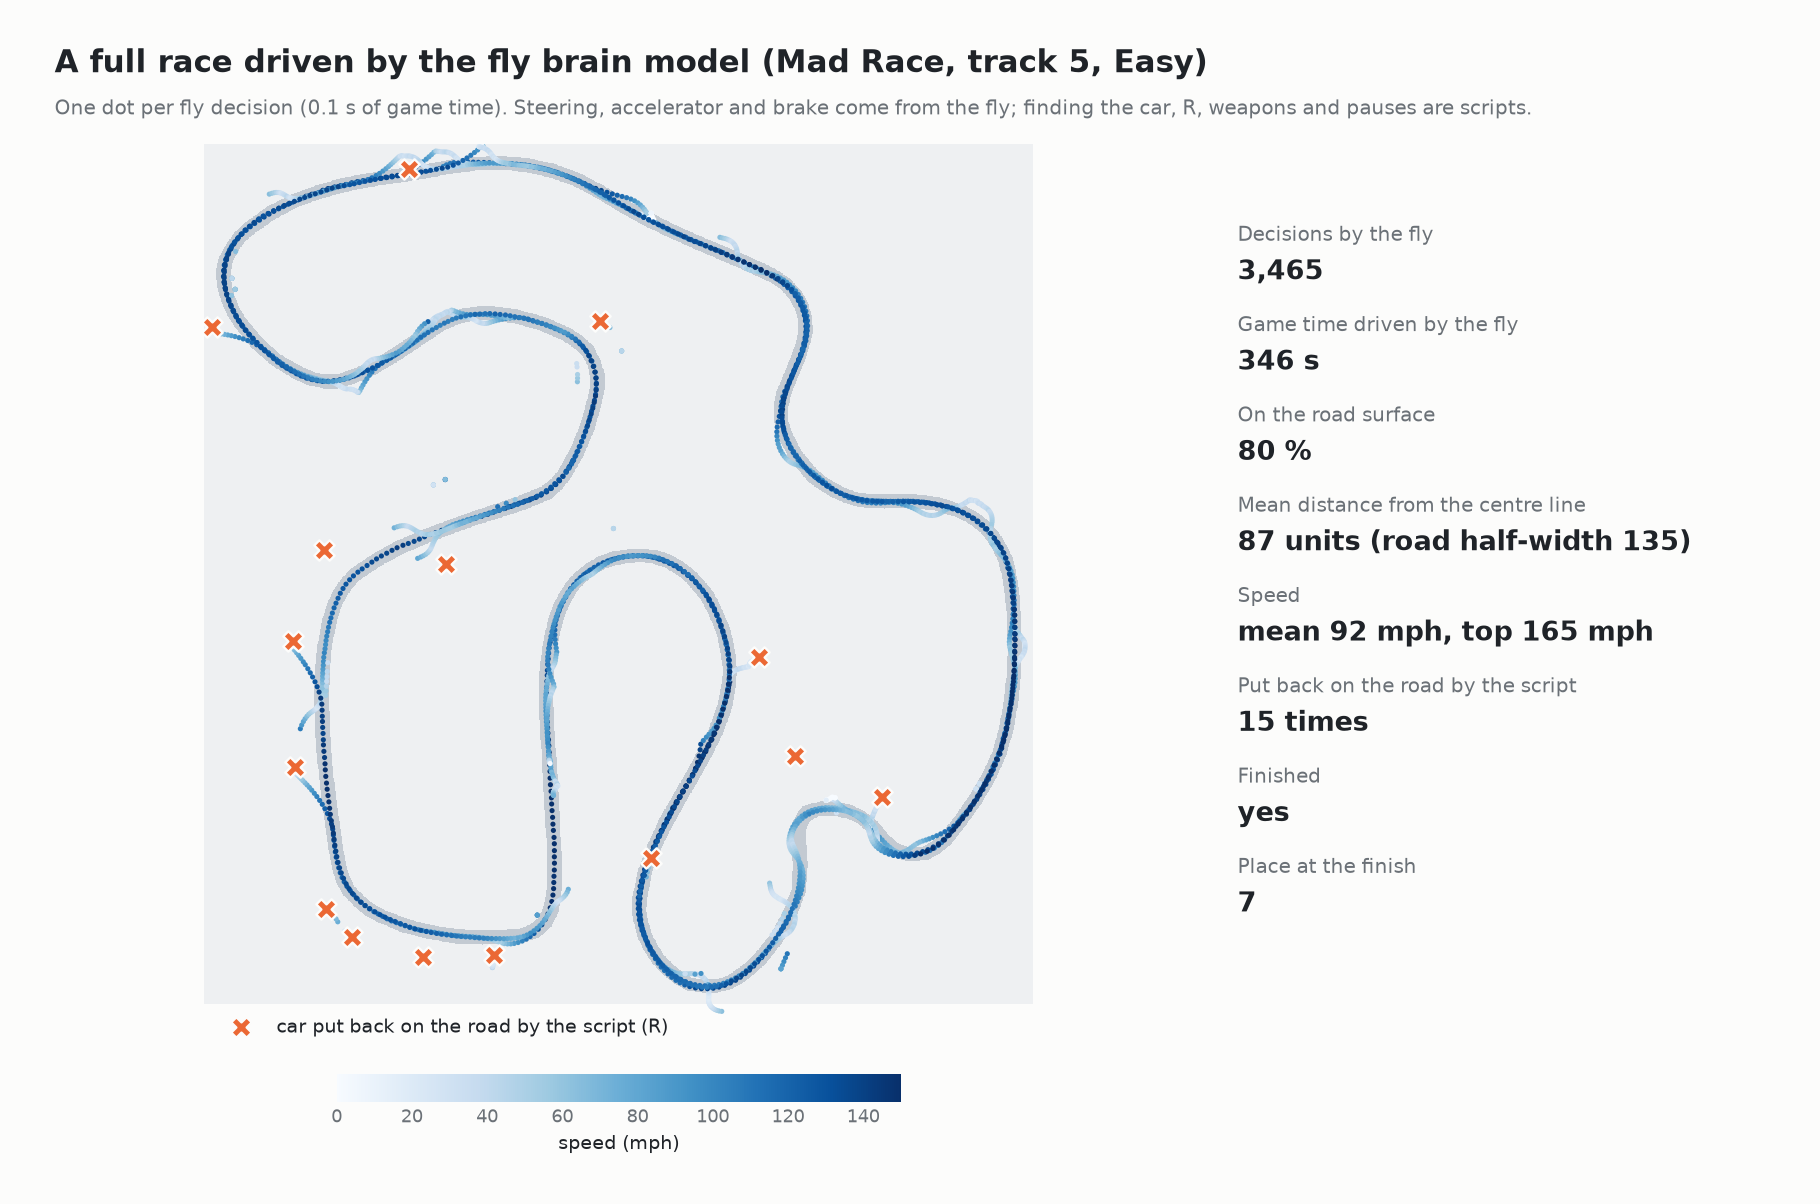 A full race driven by the fly brain model (Mad Race, track 5, Easy)
One dot per fly decision (0.1 s of game time). Steering, accelerator and brake come from the fly; finding the car, R, weapons and pauses are scripts.
Decisions by the fly
3,465
Game time driven by the fly
346 s
On the road surface
80 %
Mean distance from the centre line
87 units (road half-width 135)
Speed
mean 92 mph, top 165 mph
Put back on the road by the script
15 times
Finished
yes
Place at the finish
7
car put back on the road by the script (R)
0 20 40 60 80 100 120 140
speed (mph)